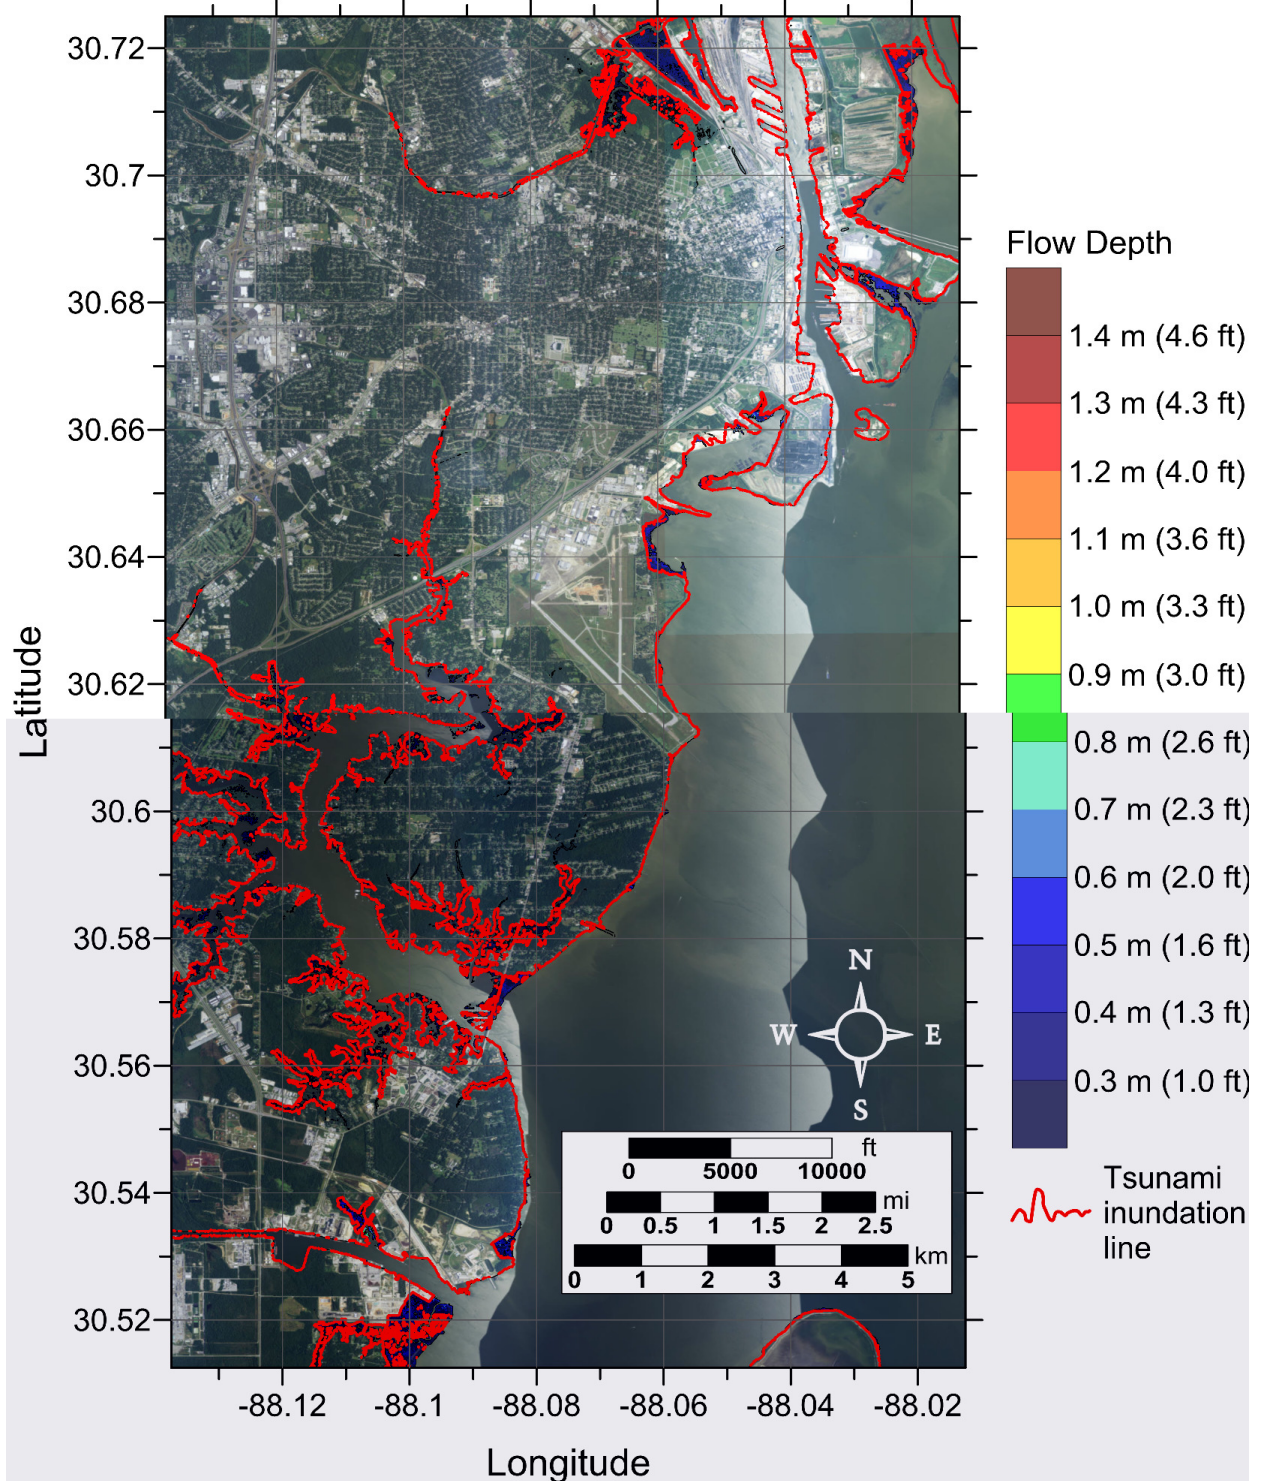 30.72
30.7
30.68
30.66
30.64
30.62
30.6
30.58
30.56
30.54
30.52
Latitude
Flow Depth
1.4 m (4.6 ft)
1.3 m (4.3 ft)
1.2 m (4.0 ft)
1.1 m (3.6 ft)
1.0 m (3.3 ft)
0.9 m (3.0 ft)
0.8 m (2.6 ft)
0.7 m (2.3 ft)
0.6 m (2.0 ft)
0.5 m (1.6 ft)
0.4 m (1.3 ft)
0.3 m (1.0 ft)
Tsunami
inundation
line
N
W E
S
ft
0 5000 10000
mi
0 0.5 1 1.5 2 2.5
km
0 1 2 3 4 5
-88.12 -88.1 -88.08 -88.06 -88.04 -88.02
Longitude